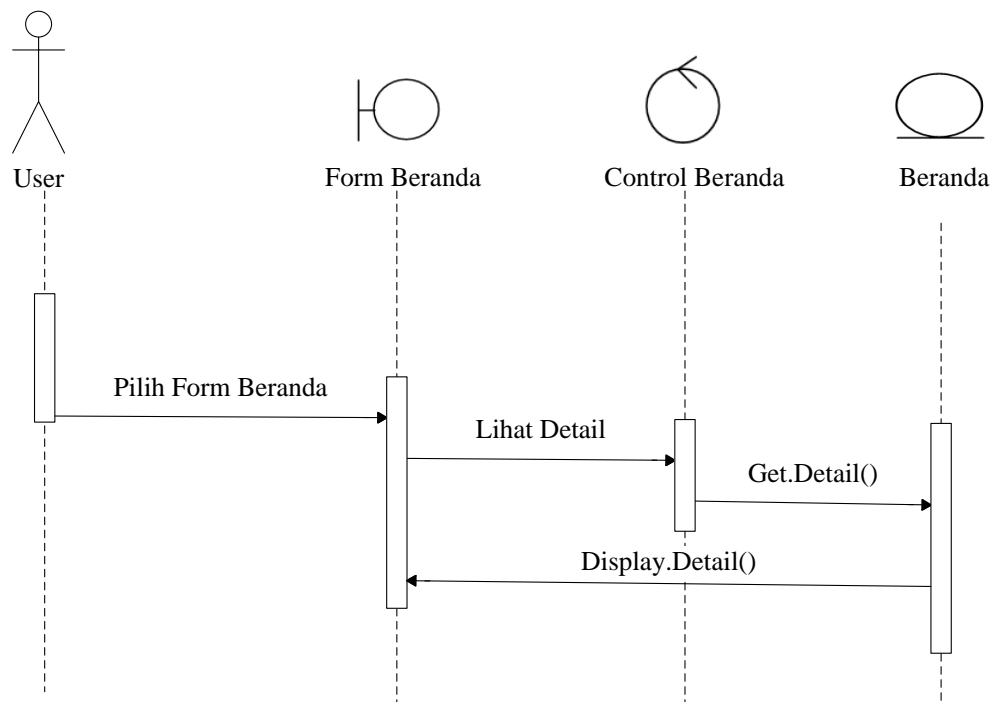 User
Form Beranda
Control Beranda
Beranda
Pilih Form Beranda
Lihat Detail
Get.Detail()
Display.Detail()